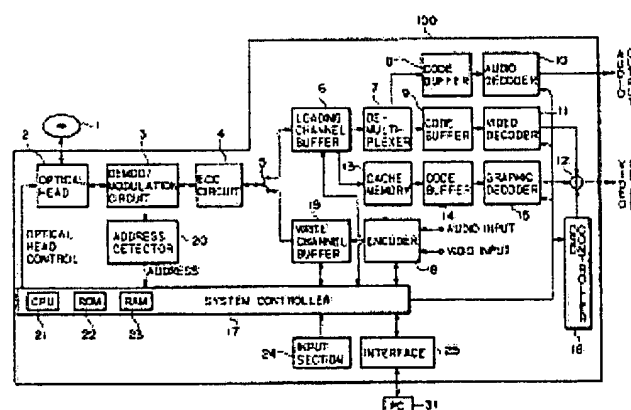 100
8
10
CODE
BUFFER
AUDIO
DECODER
AUDIO
OUTPUT
6
7
9
11
LOADING
CHANNEL
BUFFER
DE-
MULTI-
PLEXER
CODE
BUFFER
VIDEO
DECODER
1
2
3
4
5
12
13
OPTICAL
HEAD
DEMOD/
MODULATION
CIRCUIT
ECC
CIRCUIT
CACHE
MEMORY
CODE
BUFFER
GRAPHIC
DECODER
VIDEO
14
15
19
ADDRESS
DETECTOR
20
WRITE
CHANNEL
BUFFER
ENCODER
18
AUDIO INPUT
VIDEO INPUT
OPTICAL
HEAD
CONTROL
ADDRESS
CPU
ROM
RAM
SYSTEM CONTROLLER
21
22
23
17
16
24
INPUT
SECTION
INTERFACE
25
PC
31